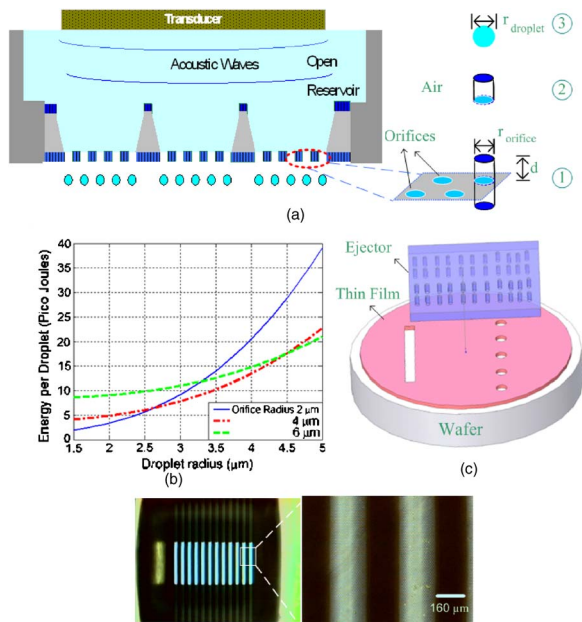 Transducer
Acoustic Waves
Open
Reservoir
r droplet
③
Air
②
Orifices
r orifice
d
①
(a)
Energy per Droplet (Pico Joules)
40
35
30
25
20
15
10
5
0
1.5
2
2.5
3
3.5
4
4.5
5
Droplet radius(μm)
Orifice Radius 2 μm
4 μm
6 μm
(b)
Ejector
Thin Film
Wafer
(c)
160 μm